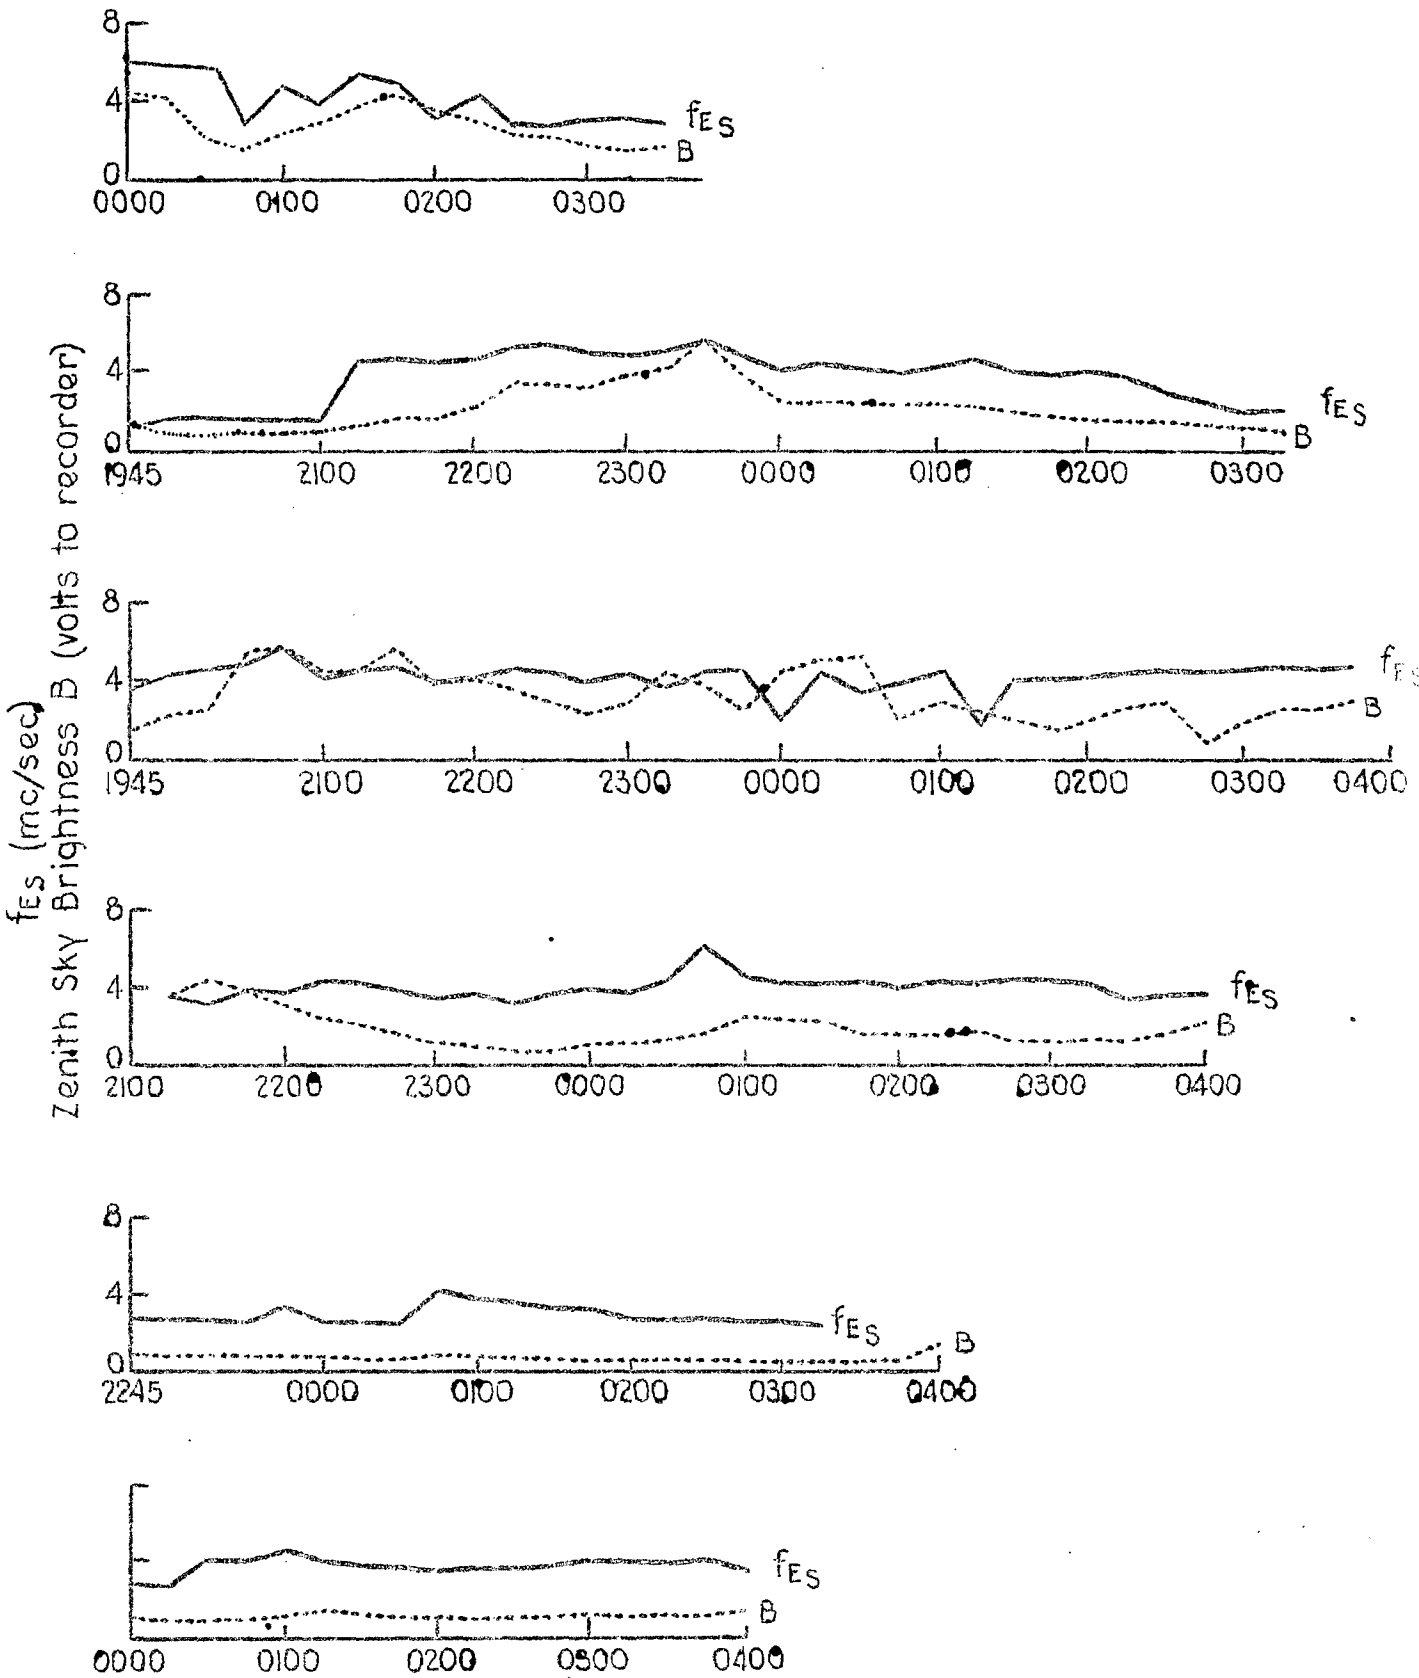 fEs (mc/sec)
Zenith Sky Brightness B (volts to recorder)
8
4
0
0000 0100 0200 0300
fEs
B
8
4
0
1945 2100 2200 2300 0000 0100 0200 0300
fEs
B
8
4
0
1945 2100 2200 2300 0000 0100 0200 0300 0400
fEs
B
8
4
0
2100 2200 2300 0000 0100 0200 0300 0400
fEs
B
8
4
0
2245 0000 0100 0200 0300 0400
fEs
B
0000 0100 0200 0300 0400
fEs
B